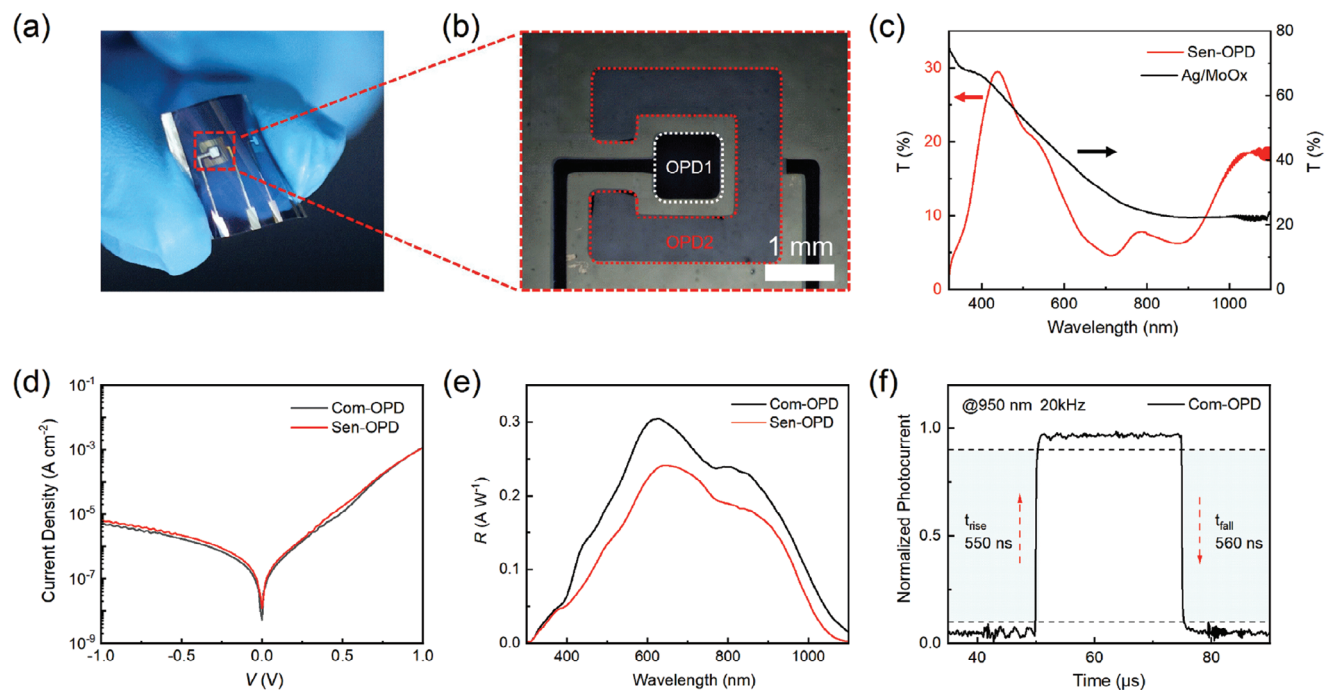 (a)
(b)
OPD1
OPD2
1 mm
(c)
Sen-OPD
Ag/MoOx
T (%)
30
20
10
0
T (%)
80
60
40
20
0
400
600
800
1000
Wavelength (nm)
(d)
Com-OPD
Sen-OPD
Current Density (A cm⁻²)
10⁻¹
10⁻³
10⁻⁵
10⁻⁷
10⁻⁹
-1.0
-0.5
0.0
0.5
1.0
V (V)
(e)
Com-OPD
Sen-OPD
R (A W⁻¹)
0.3
0.2
0.1
0.0
400
600
800
1000
Wavelength (nm)
(f)
@950 nm 20kHz
Com-OPD
Normalized Photocurrent
1.0
0.5
0.0
t_rise
550 ns
t_fall
560 ns
40
60
80
Time (μs)